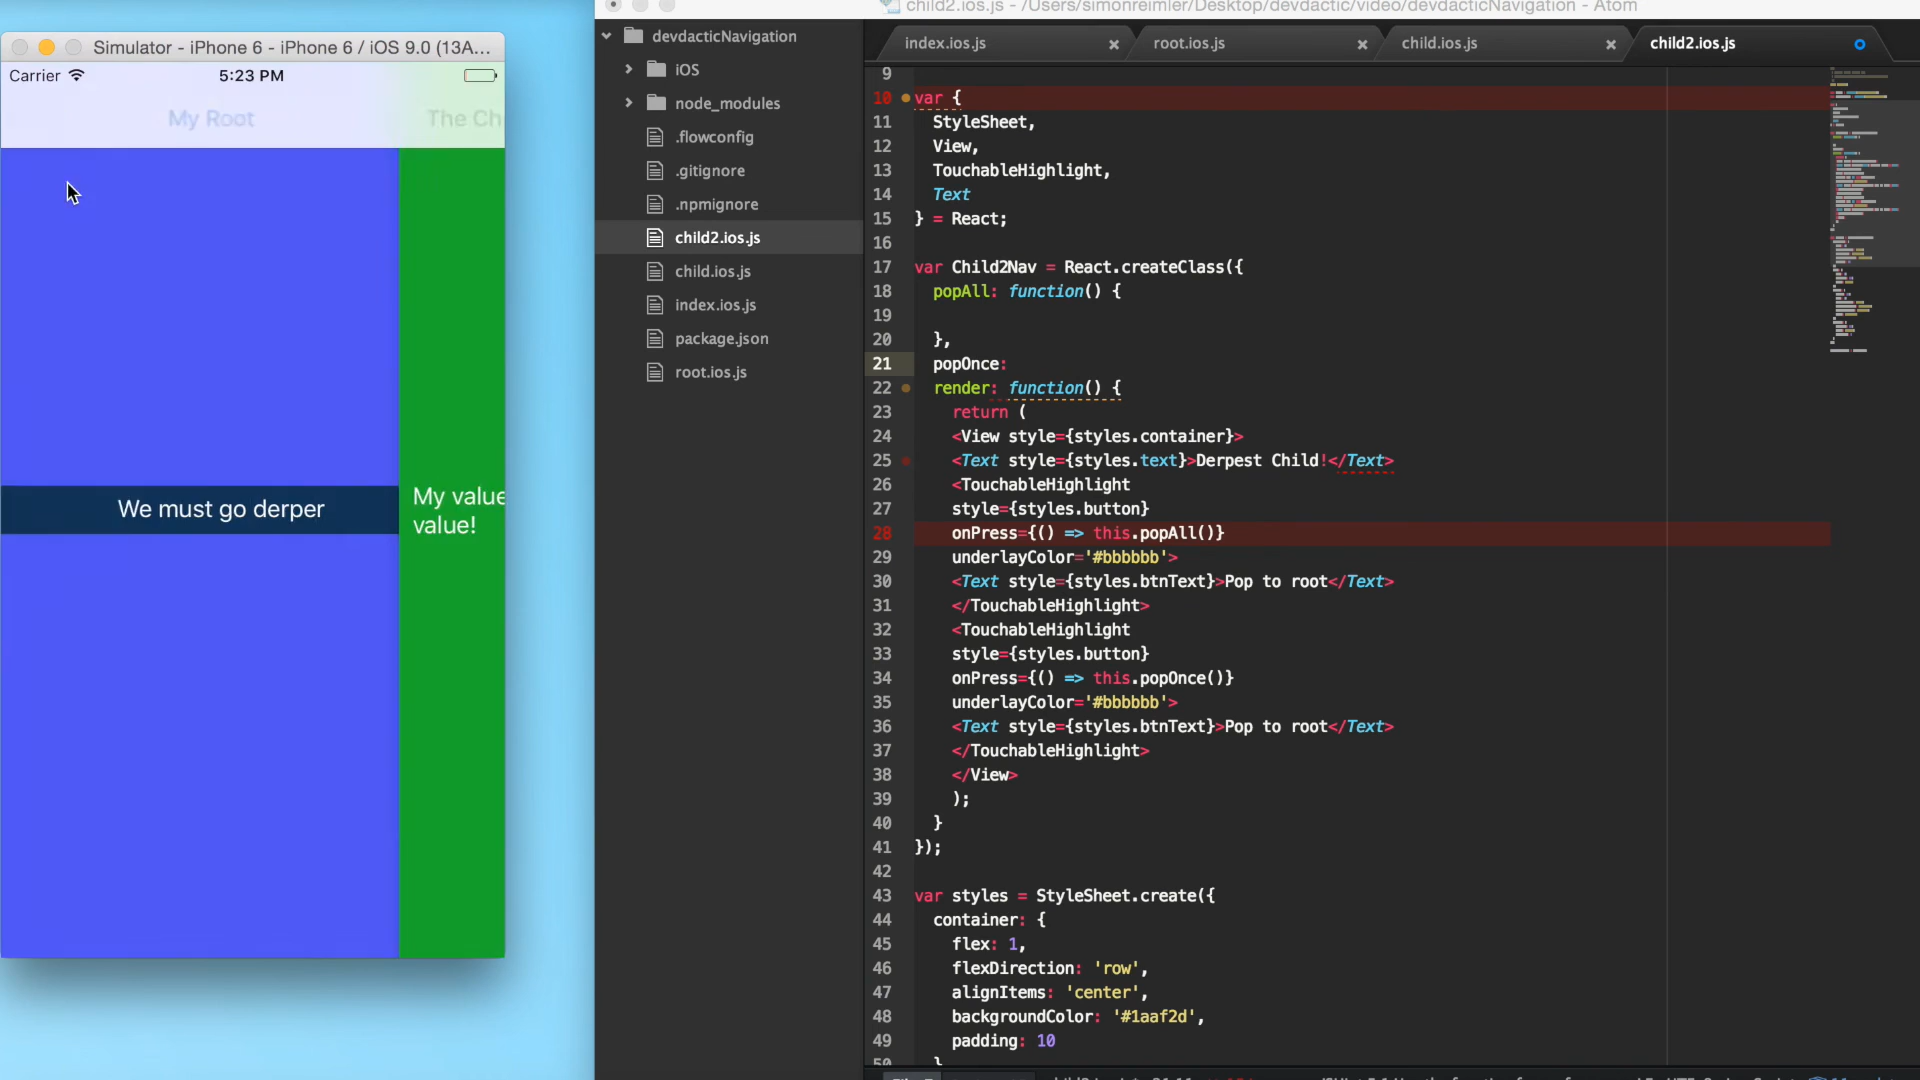 Simulator - iPhone 6 - iPhone 6 / iOS 9.0 (13A...
Carrier
5:23 PM
My Root
The Ch
We must go derper
My value
value!
child2.ios.js - /Users/simonreimler/Desktop/devdactic/video/devdacticNavigation - Atom
devdacticNavigation
iOS
node_modules
.flowconfig
.gitignore
.npmignore
child2.ios.js
child.ios.js
index.ios.js
package.json
root.ios.js
index.ios.js
root.ios.js
child.ios.js
child2.ios.js
9
10 var {
11 StyleSheet,
12 View,
13 TouchableHighlight,
14 Text
15 } = React;
16
17 var Child2Nav = React.createClass({
18 popAll: function() {
19
20 },
21 popOnce:
22 render: function() {
23 return (
24 <View style={styles.container}>
25 <Text style={styles.text}>Derpest Child!</Text>
26 <TouchableHighlight
27 style={styles.button}
28 onPress={() => this.popAll()}
29 underlayColor='#bbbbbb'>
30 <Text style={styles.btnText}>Pop to root</Text>
31 </TouchableHighlight>
32 <TouchableHighlight
33 style={styles.button}
34 onPress={() => this.popOnce()}
35 underlayColor='#bbbbbb'>
36 <Text style={styles.btnText}>Pop to root</Text>
37 </TouchableHighlight>
38 </View>
39 );
40 }
41 });
42
43 var styles = StyleSheet.create({
44 container: {
45 flex: 1,
46 flexDirection: 'row',
47 alignItems: 'center',
48 backgroundColor: '#1aaf2d',
49 padding: 10
50 }